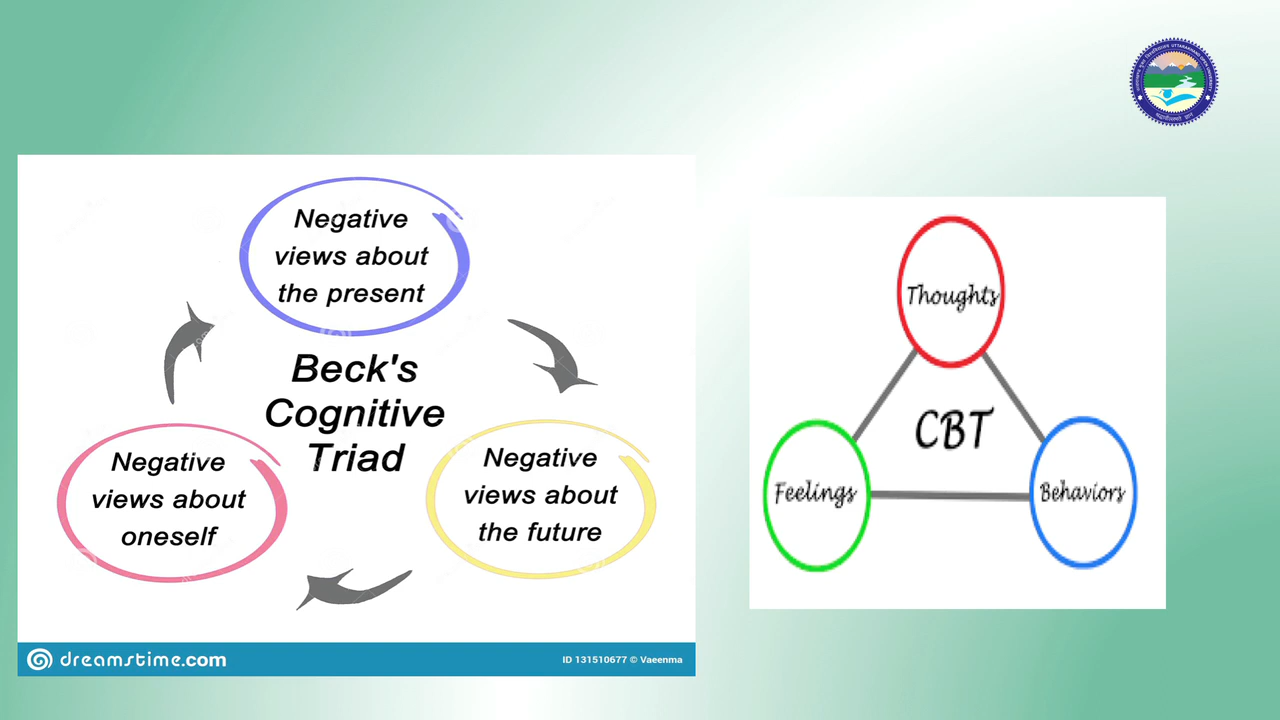 Negative
views about
the present
Beck's
Cognitive
Triad
Negative
views about
oneself
Negative
views about
the future
dreamstime.com
ID 131510677 © Vaeenma
Thoughts
CBT
Feelings
Behaviors